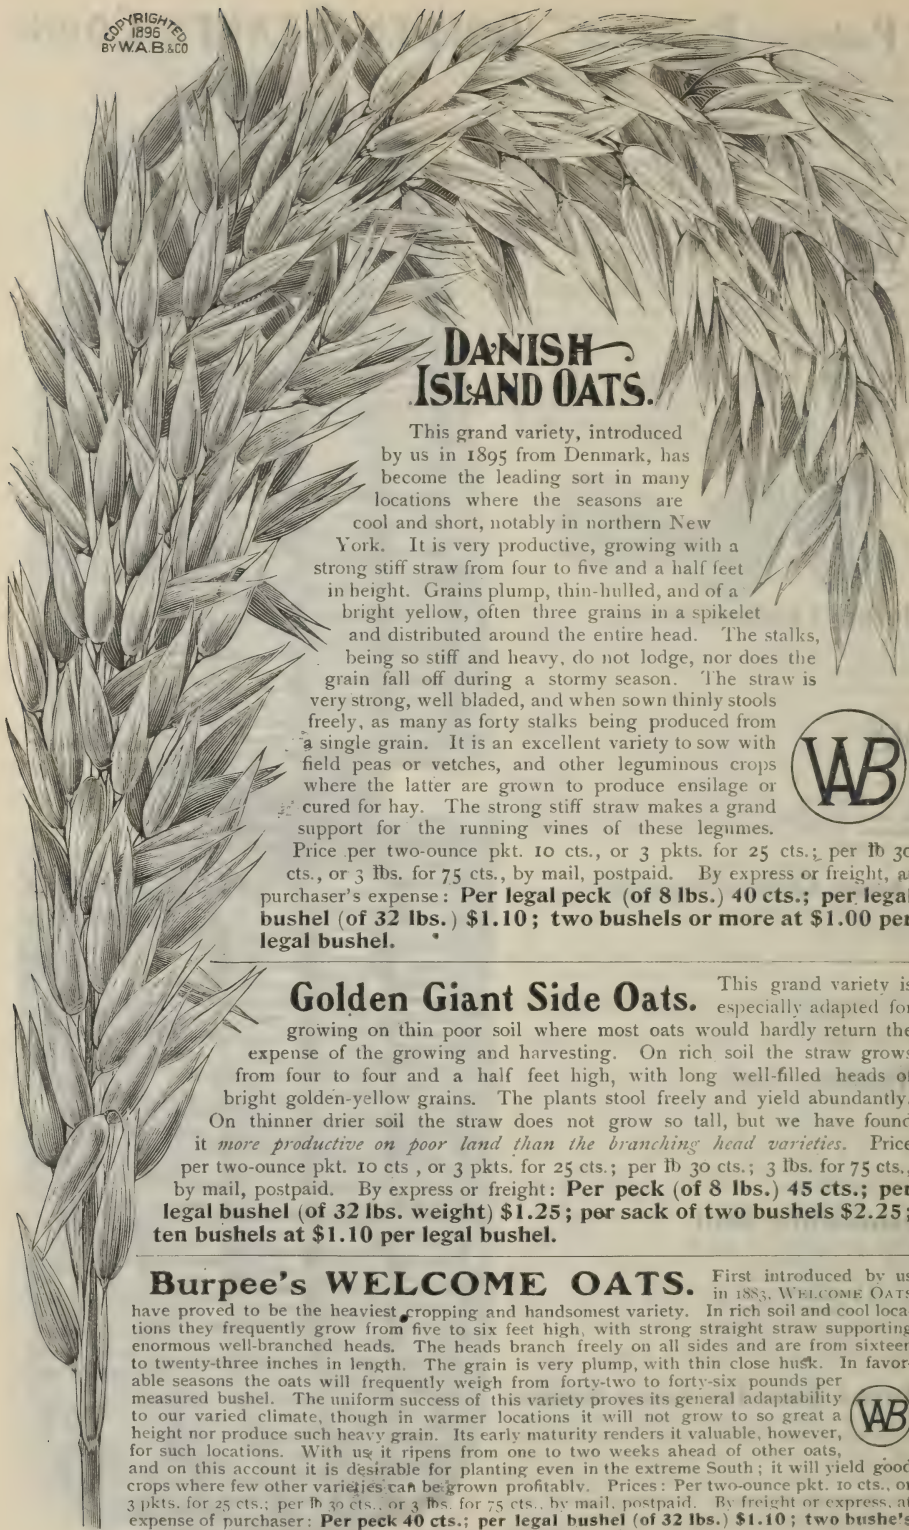 COPYRIGHTED
1896
BY W.A.B. & CO
DANISH
ISLAND OATS.
This grand variety, introduced
by us in 1895 from Denmark, has
become the leading sort in many
locations where the seasons are
cool and short, notably in northern New
York. It is very productive, growing with a
strong stiff straw from four to five and a half feet
in height. Grains plump, thin-hulled, and of a
bright yellow, often three grains in a spikelet
and distributed around the entire head. The stalks,
being so stiff and heavy, do not lodge, nor does the
grain fall off during a stormy season. The straw is
very strong, well bladed, and when sown thinly stools
freely, as many as forty stalks being produced from
a single grain. It is an excellent variety to sow with
field peas or vetches, and other leguminous crops
where the latter are grown to produce ensilage or
cured for hay. The strong stiff straw makes a grand
support for the running vines of these legumes.
WAB
Price per two-ounce pkt. 10 cts., or 3 pkts. for 25 cts.; per lb 30
cts., or 3 lbs. for 75 cts., by mail, postpaid. By express or freight, a
purchaser's expense: Per legal peck (of 8 lbs.) 40 cts.; per legal
bushel (of 32 lbs.) $1.10; two bushels or more at $1.00 per
legal bushel.
Golden Giant Side Oats. This grand variety is
especially adapted for
growing on thin poor soil where most oats would hardly return the
expense of the growing and harvesting. On rich soil the straw grows
from four to four and a half feet high, with long well-filled heads of
bright golden-yellow grains. The plants stool freely and yield abundantly.
On thinner drier soil the straw does not grow so tall, but we have found
it more productive on poor land than the branching head varieties. Price
per two-ounce pkt. 10 cts , or 3 pkts. for 25 cts.; per lb 30 cts.; 3 lbs. for 75 cts.,
by mail, postpaid. By express or freight: Per peck (of 8 lbs.) 45 cts.; per
legal bushel (of 32 lbs. weight) $1.25; per sack of two bushels $2.25;
ten bushels at $1.10 per legal bushel.
Burpee's WELCOME OATS. First introduced by us
in 1883, WELCOME OATS
have proved to be the heaviest cropping and handsomest variety. In rich soil and cool loca
tions they frequently grow from five to six feet high, with strong straight straw supporting
enormous well-branched heads. The heads branch freely on all sides and are from sixteen
to twenty-three inches in length. The grain is very plump, with thin close husk. In favor
able seasons the oats will frequently weigh from forty-two to forty-six pounds per
measured bushel. The uniform success of this variety proves its general adaptability
to our varied climate, though in warmer locations it will not grow to so great a
height nor produce such heavy grain. Its early maturity renders it valuable, however,
for such locations. With us it ripens from one to two weeks ahead of other oats,
WAB
and on this account it is desirable for planting even in the extreme South; it will yield good
crops where few other varieties can be grown profitably. Prices: Per two-ounce pkt. 10 cts., or
3 pkts. for 25 cts.; per lb 30 cts., or 3 lbs. for 75 cts., by mail, postpaid. By freight or express, at
expense of purchaser: Per peck 40 cts.; per legal bushel (of 32 lbs.) $1.10; two bushe's